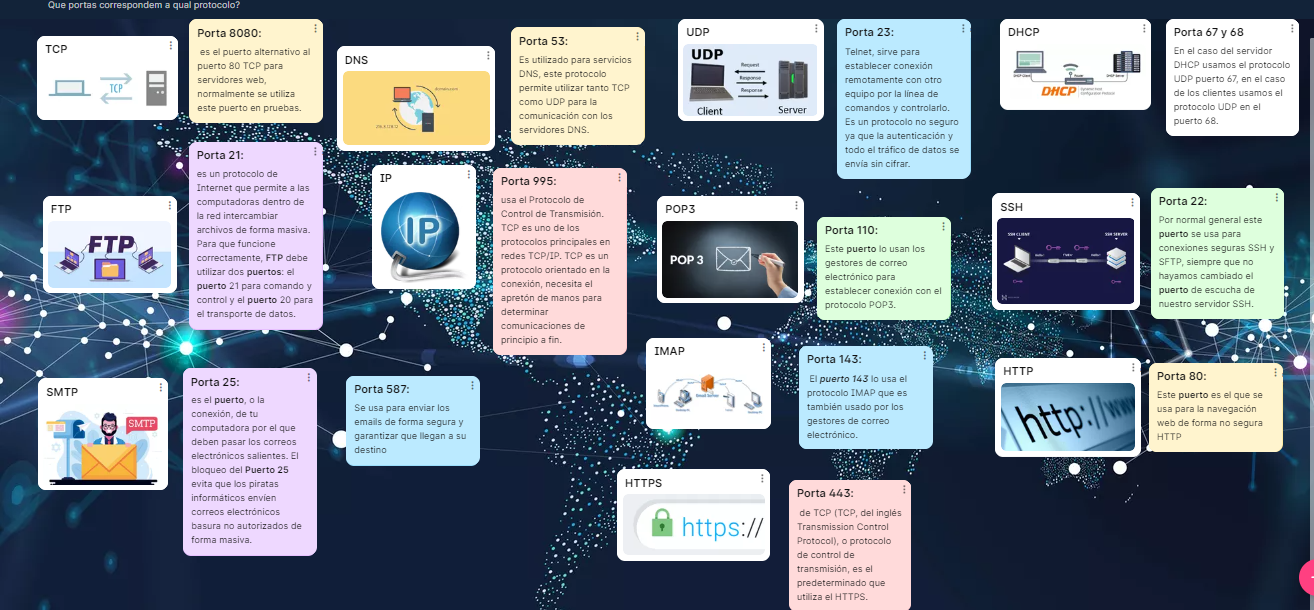 Que portas correspondem a qual protocolo?
TCP
TCP
Porta 8080:
es el puerto alternativo al
puerto 80 TCP para
servidores web,
normalmente se utiliza
este puerto en pruebas.
DNS
domain.com
Porta 53:
Es utilizado para servicios
DNS, este protocolo
permite utilizar tanto TCP
como UDP para la
comunicación con los
servidores DNS.
UDP
UDP
Request
Response
Response
Client
Server
Porta 23:
Telnet, sirve para
establecer conexión
remotamente con otro
equipo por la línea de
comandos y controlarlo.
Es un protocolo no seguro
ya que la autenticación y
todo el tráfico de datos se
envía sin cifrar.
DHCP
DHCP
Porta 67 y 68
En el caso del servidor
DHCP usamos el protocolo
UDP puerto 67, en el caso
de los clientes usamos el
protocolo UDP en el
puerto 68.
FTP
FTP
Porta 21:
es un protocolo de
Internet que permite a las
computadoras dentro de
la red intercambiar
archivos de forma masiva.
Para que funcione
correctamente, FTP debe
utilizar dos puertos: el
puerto 21 para comando y
control y el puerto 20 para
el transporte de datos.
IP
IP
Porta 995:
usa el Protocolo de
Control de Transmisión.
TCP es uno de los
protocolos principales en
redes TCP/IP. TCP es un
protocolo orientado en la
conexión, necesita el
apretón de manos para
determinar
comunicaciones de
principio a fin.
POP3
POP 3
Porta 110:
Este puerto lo usan los
gestores de correo
electrónico para
establecer conexión con el
protocolo POP3.
SSH
SSH CLIENT
SSH SERVER
Porta 22:
Por normal general este
puerto se usa para
conexiones seguras SSH y
SFTP, siempre que no
hayamos cambiado el
puerto de escucha de
nuestro servidor SSH.
SMTP
SMTP
Porta 25:
es el puerto, o la
conexión, de tu
computadora por el que
deben pasar los correos
electrónicos salientes. El
bloqueo del Puerto 25
evita que los piratas
informáticos envíen
correos electrónicos
basura no autorizados de
forma masiva.
Porta 587:
Se usa para enviar los
emails de forma segura y
garantizar que llegan a su
destino
IMAP
Email Server
Porta 143:
El puerto 143 lo usa el
protocolo IMAP que es
también usado por los
gestores de correo
electrónico.
HTTP
http://www
Porta 80:
Este puerto es el que se
usa para la navegación
web de forma no segura
HTTP
HTTPS
https://
Porta 443:
de TCP (TCP, del inglés
Transmission Control
Protocol), o protocolo
de control de
transmisión, es el
predeterminado que
utiliza el HTTPS.